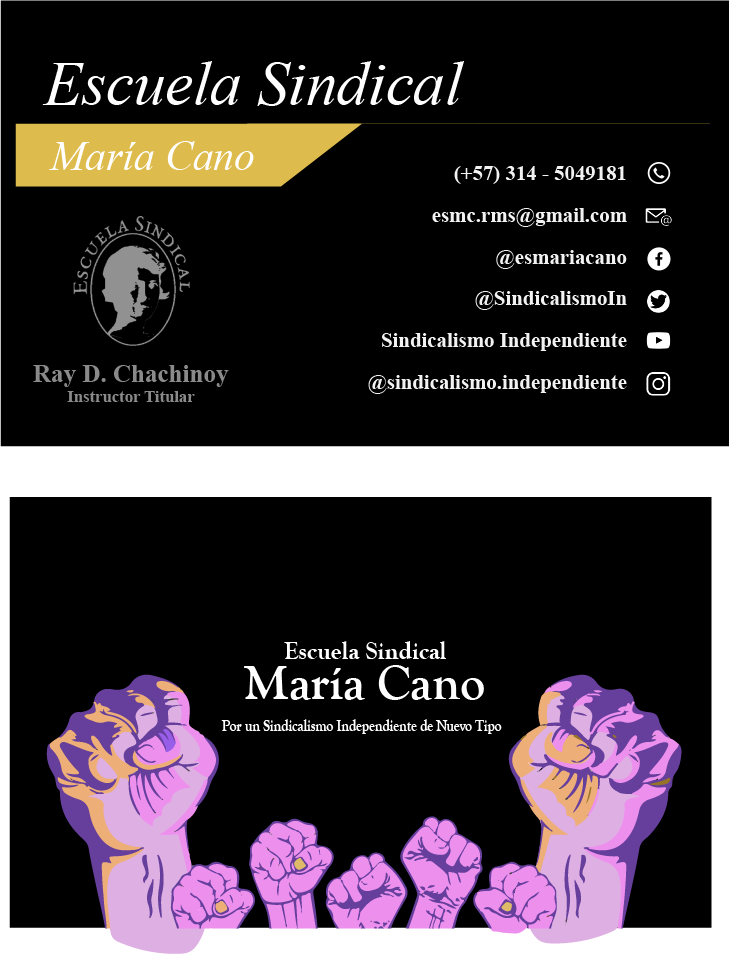 Escuela Sindical
María Cano
(+57) 314 - 5049181
esmc.rms@gmail.com
@
@esmariacano
@SindicalismoIn
Sindicalismo Independiente
@sindicalismo.independiente
ESCUELA SINDICAL
Ray D. Chachinoy
Instructor Titular
Escuela Sindical
María Cano
Por un Sindicalismo Independiente de Nuevo Tipo